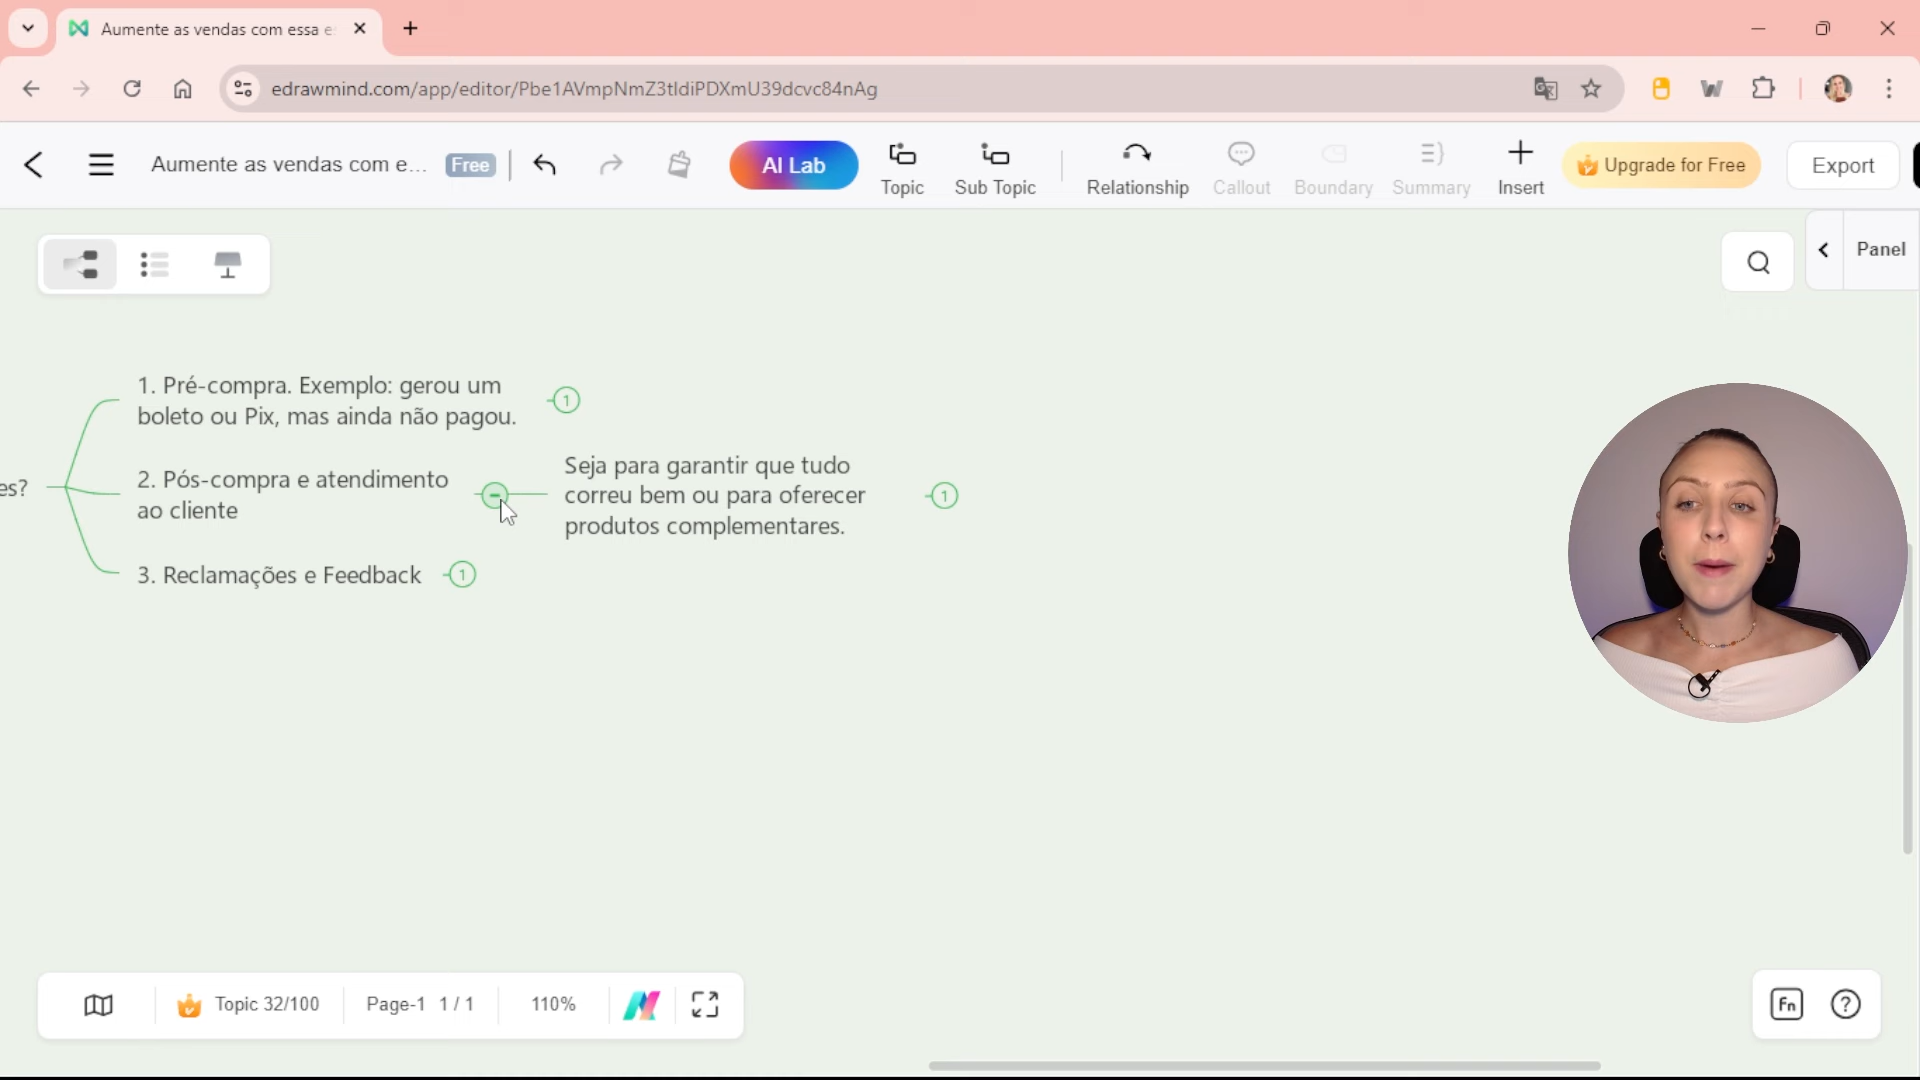 Aumente as vendas com essa e
edrawmind.com/app/editor/Pbe1AVmpNmZ3tIdiPDXmU39dcvc84nAg
Aumente as vendas com e...
Free
AI Lab
Topic
Sub Topic
Relationship
Callout
Boundary
Summary
Insert
Upgrade for Free
Export
Panel
es?
1. Pré-compra. Exemplo: gerou um
boleto ou Pix, mas ainda não pagou.
1
2. Pós-compra e atendimento
ao cliente
Seja para garantir que tudo
correu bem ou para oferecer
produtos complementares.
1
3. Reclamações e Feedback
1
Topic 32/100
Page-1 1 / 1
110%
Fn